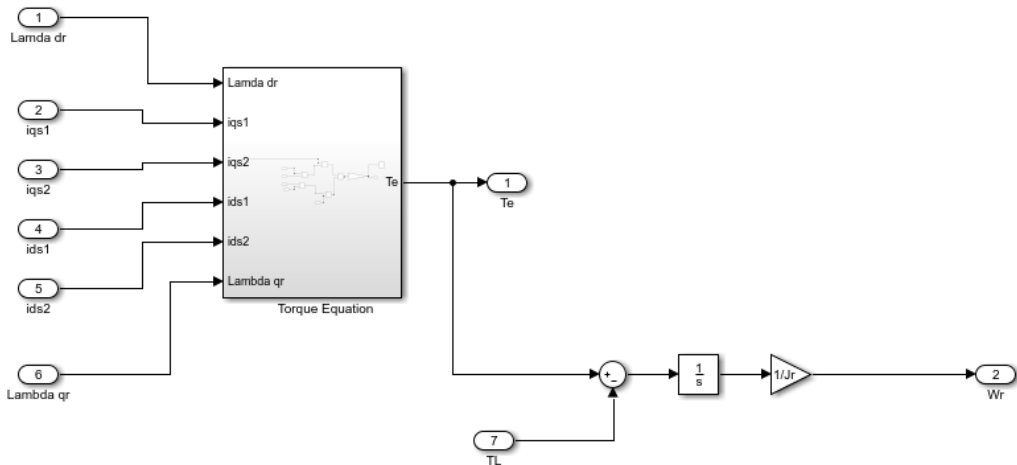 1
Lamda dr
2
iqs1
3
iqs2
4
ids1
5
ids2
6
Lambda qr
Lamda dr
iqs1
iqs2
ids1
ids2
Lambda qr
Te
Torque Equation
1
Te
+
−
7
TL
1
s
1/Jr
2
Wr